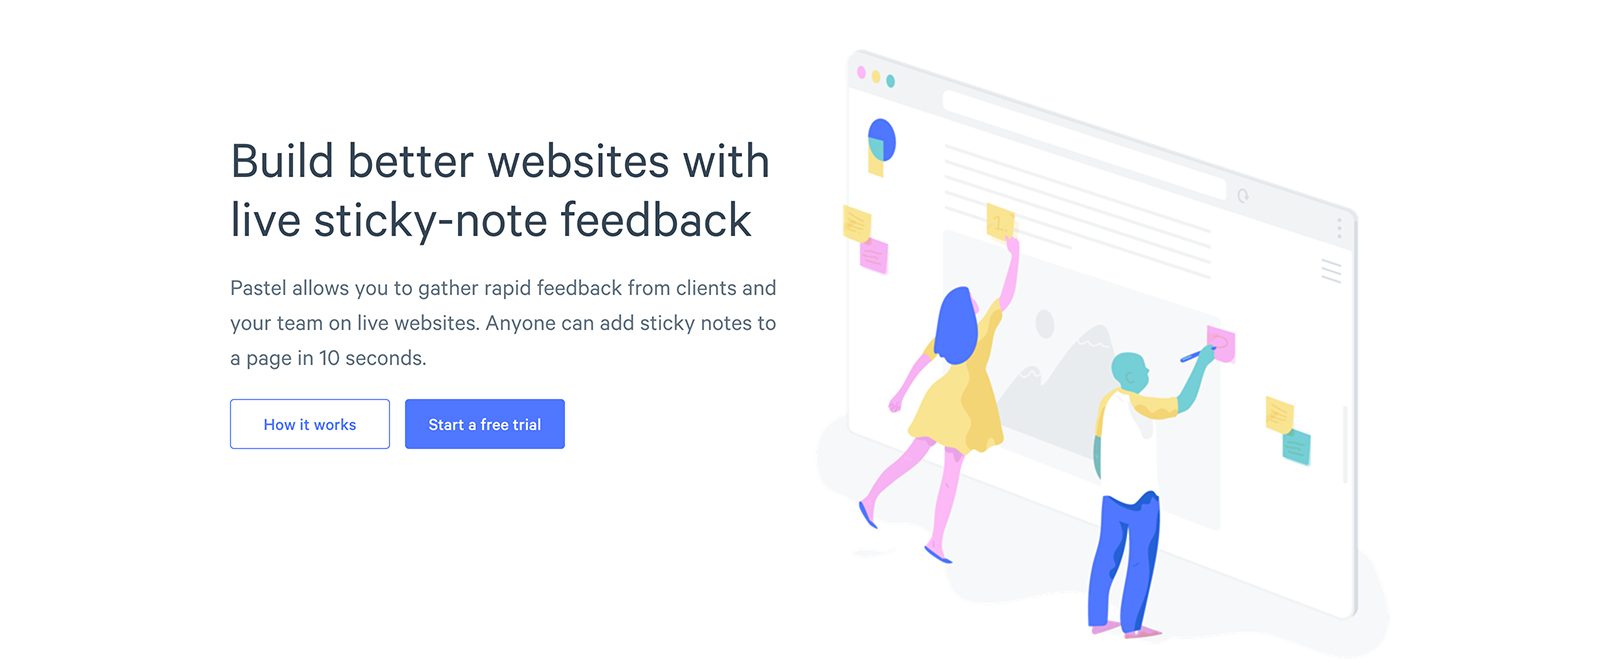 Build better websites with
live sticky-note feedback
Pastel allows you to gather rapid feedback from clients and
your team on live websites. Anyone can add sticky notes to
a page in 10 seconds.
How it works
Start a free trial
1.